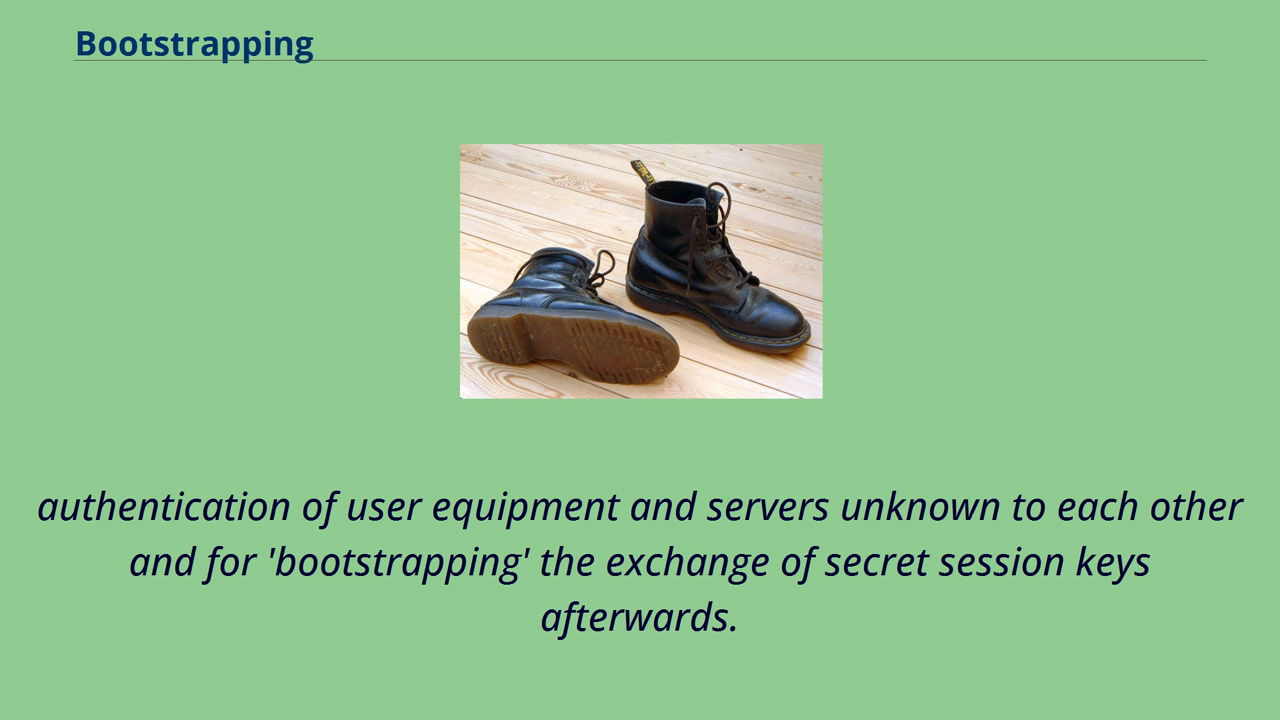 Bootstrapping
authentication of user equipment and servers unknown to each other
and for 'bootstrapping' the exchange of secret session keys
afterwards.